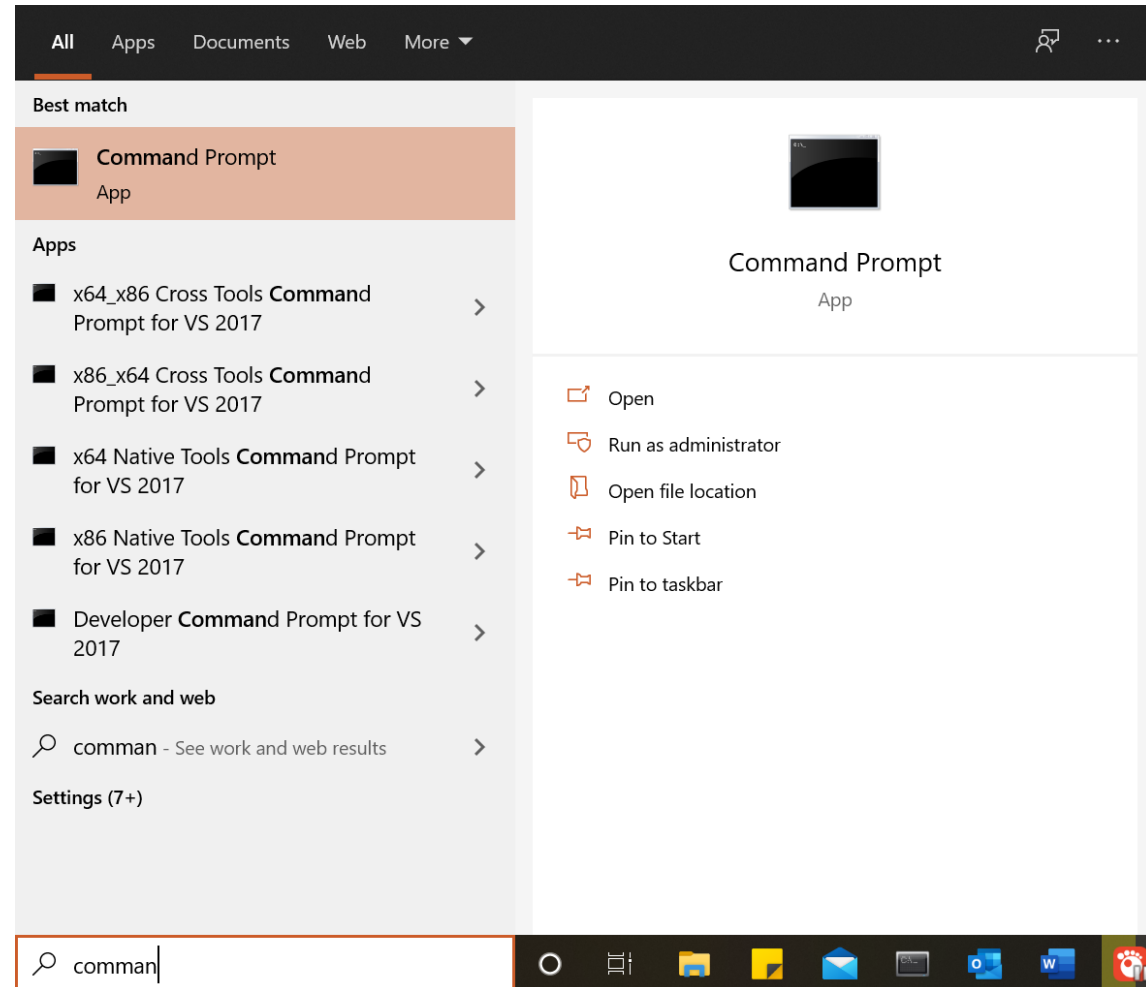 All Apps Documents Web More
Best match
Command Prompt
App
Apps
x64_x86 Cross Tools Command
Prompt for VS 2017
x86_x64 Cross Tools Command
Prompt for VS 2017
x64 Native Tools Command Prompt
for VS 2017
x86 Native Tools Command Prompt
for VS 2017
Developer Command Prompt for VS
2017
Search work and web
comman - See work and web results
Settings (7+)
comman
Command Prompt
App
Open
Run as administrator
Open file location
Pin to Start
Pin to taskbar